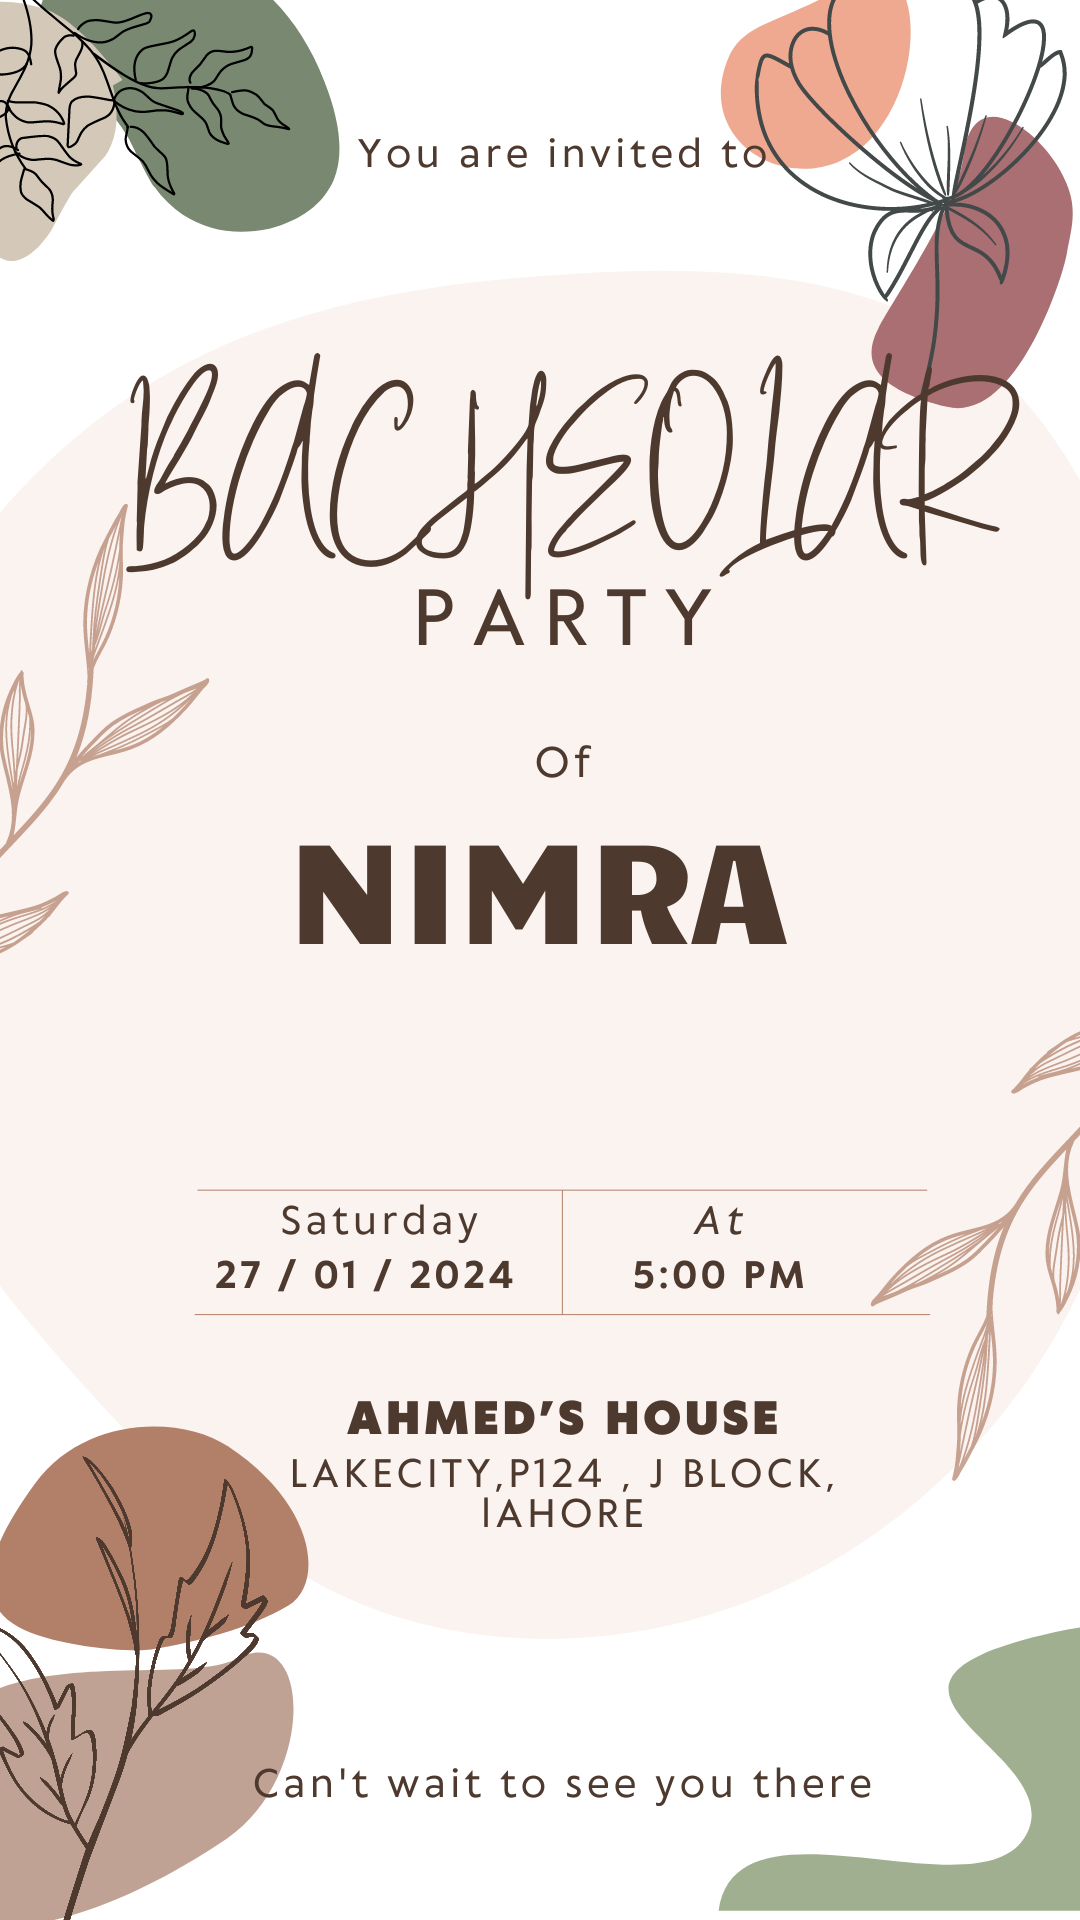 You are invited to
BaCHEOlaR
PARTY
Of
NIMRA
Saturday
27 / 01 / 2024
At
5:00 PM
AHMED’S HOUSE
LAKECITY,P124 , J BLOCK,
lAHORE
Can't wait to see you there